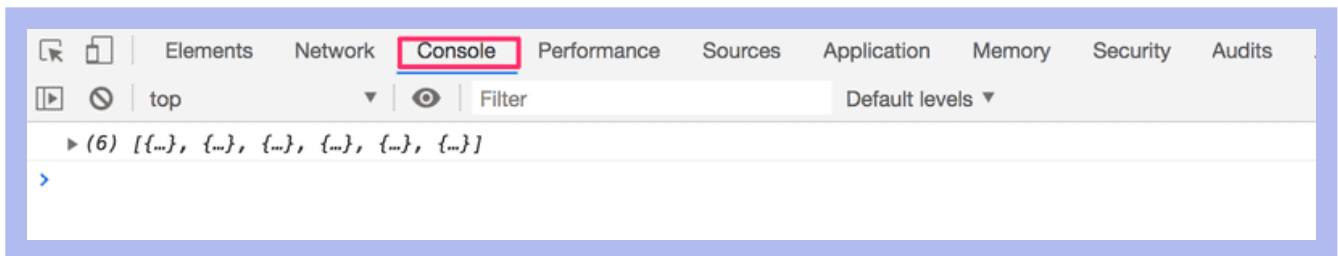 Elements Network Console Performance Sources Application Memory Security Audits
top Filter Default levels
(6) [{…}, {…}, {…}, {…}, {…}, {…}]